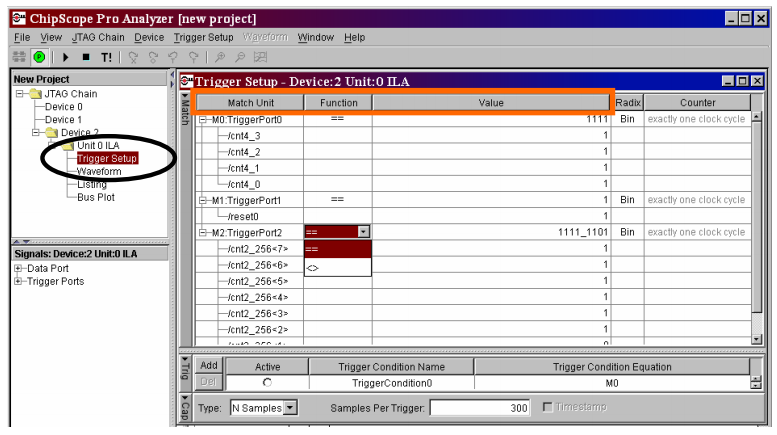 ChipScope Pro Analyzer [new project]
File View JTAG Chain Device Trigger Setup Waveform Window Help
T!
New Project
JTAG Chain
Device 0
Device 1
Device 2
Unit 0 ILA
Trigger Setup
Waveform
Listing
Bus Plot
Signals: Device:2 Unit:0 ILA
Data Port
Trigger Ports
Trigger Setup - Device:2 Unit:0 ILA
Match
Match Unit Function Value Radix Counter
M0:TriggerPort0 == 1111 Bin exactly one clock cycle
/cnt4_3 1
/cnt4_2 1
/cnt4_1 1
/cnt4_0 1
M1:TriggerPort1 == 1 Bin exactly one clock cycle
/reset0 1
M2:TriggerPort2 == 1111_1101 Bin exactly one clock cycle
/cnt2_256<7> == 1
/cnt2_256<6> <> 1
/cnt2_256<5> 1
/cnt2_256<4> 1
/cnt2_256<3> 1
/cnt2_256<2> 1
Trig
Add Active Trigger Condition Name Trigger Condition Equation
Del TriggerCondition0 M0
Cap
Type: N Samples Samples Per Trigger: 300 Timestamp